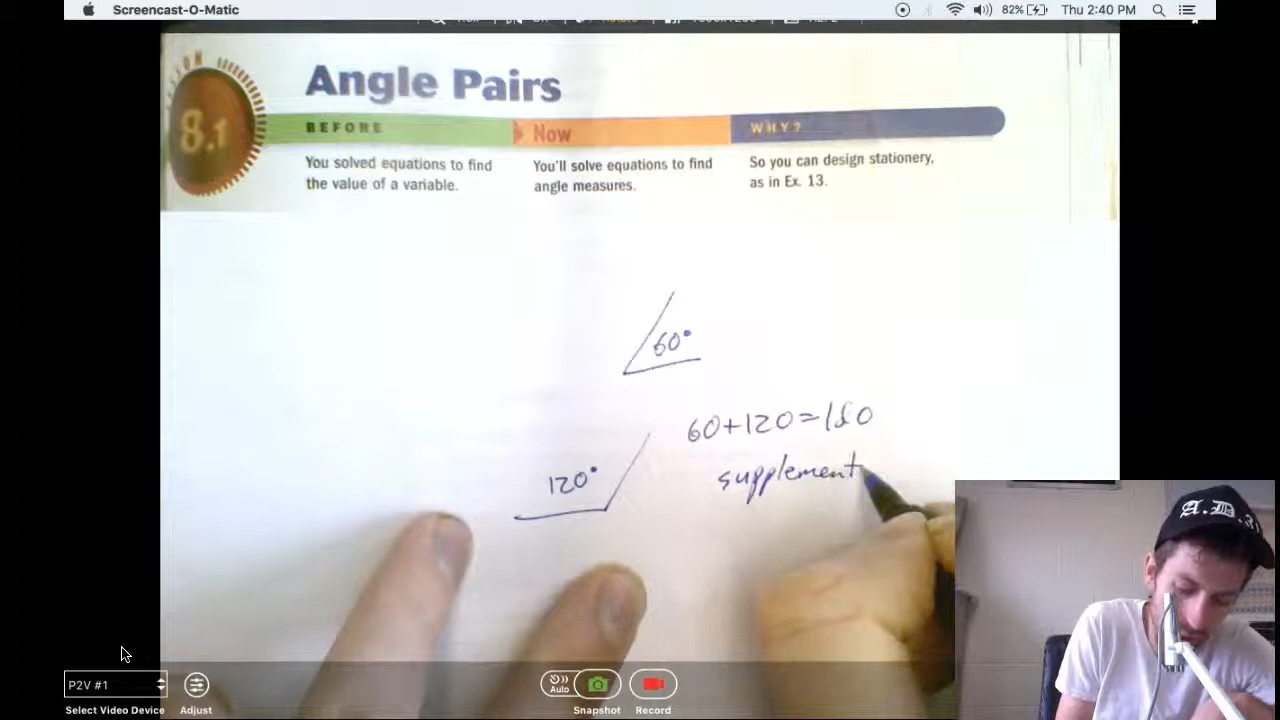 Screencast-O-Matic
82%
Thu 2:40 PM
8.1
Angle Pairs
BEFORE
Now
WHY?
You solved equations to find
the value of a variable.
You'll solve equations to find
angle measures.
So you can design stationery,
as in Ex. 13.
60°
60+120=180
120°
supplement
A.D.
P2V #1
Auto
Select Video Device
Adjust
Snapshot
Record